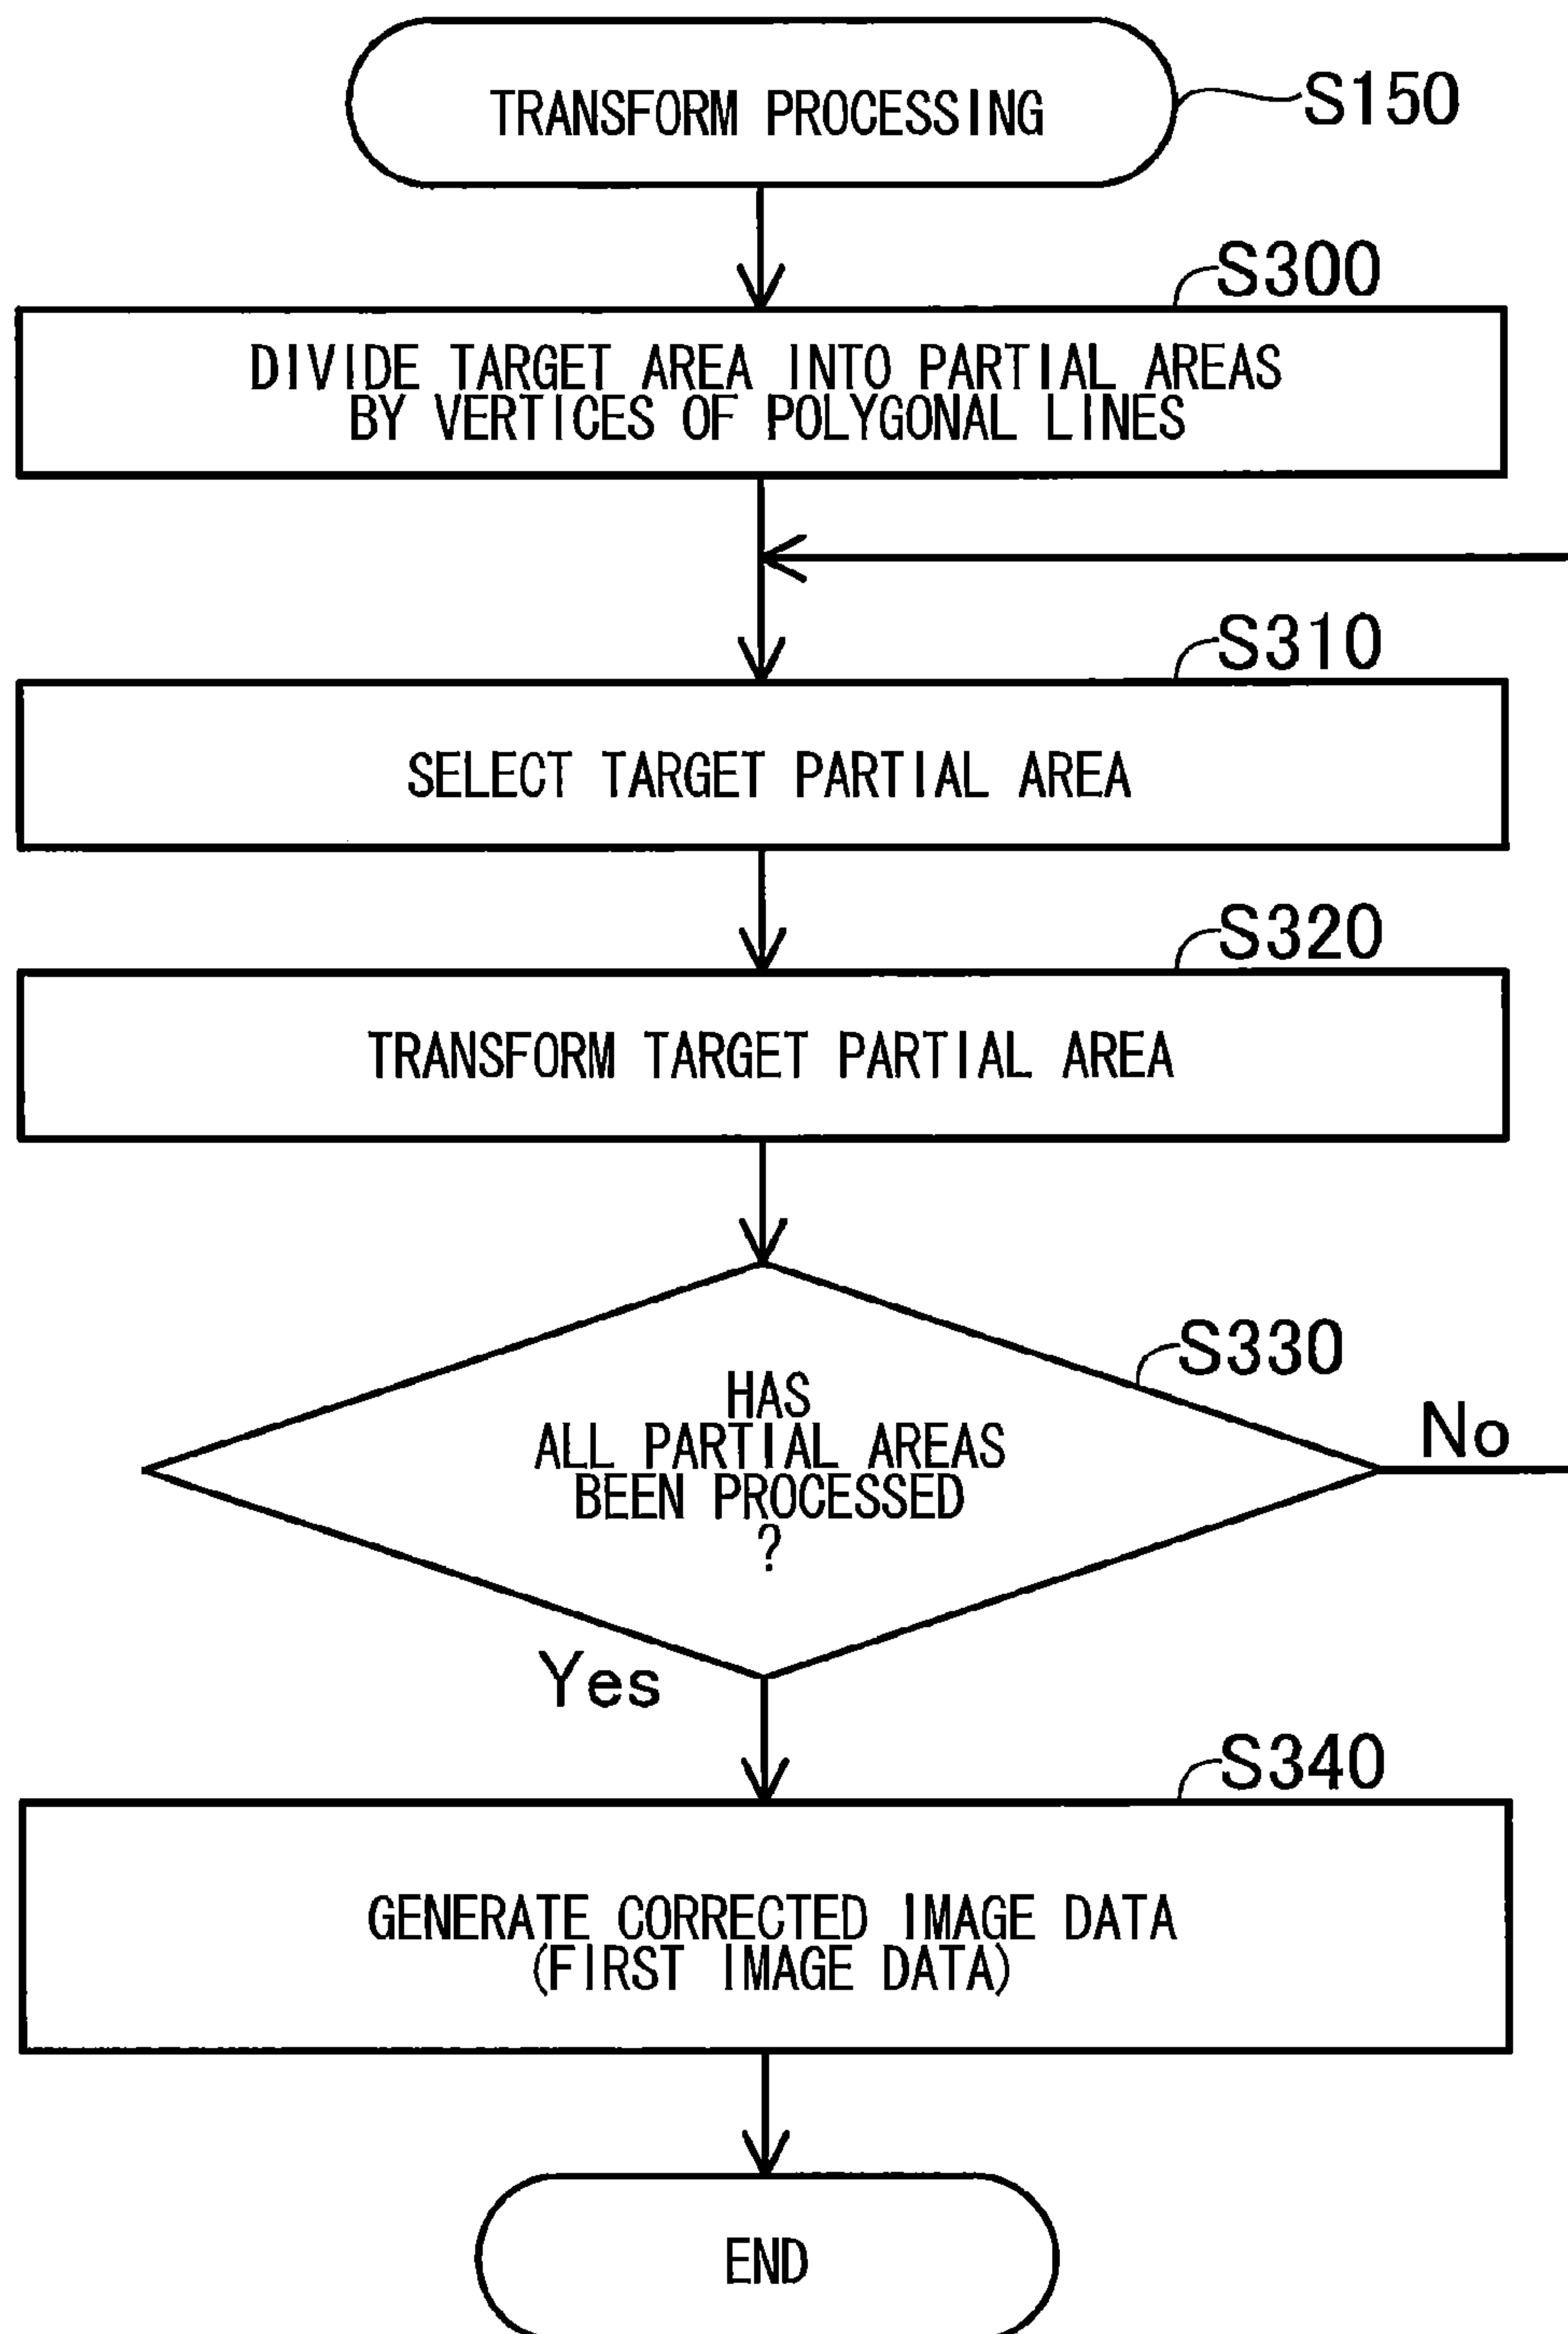 TRANSFORM PROCESSING
S150
S300
DIVIDE TARGET AREA INTO PARTIAL AREAS
BY VERTICES OF POLYGONAL LINES
S310
SELECT TARGET PARTIAL AREA
S320
TRANSFORM TARGET PARTIAL AREA
S330
HAS
ALL PARTIAL AREAS
BEEN PROCESSED
?
No
Yes
S340
GENERATE CORRECTED IMAGE DATA
(FIRST IMAGE DATA)
END